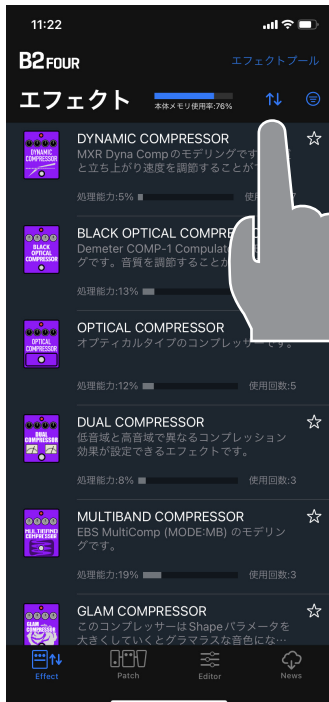 11:22
B2 FOUR
エフェクトプール
エフェクト
本体メモリ使用率:76%
DYNAMIC COMPRESSOR
MXR Dyna Comp のモデリングです
と立ち上がり速度を調節することが
処理能力:5%
使
7
BLACK OPTICAL COMPRE
Demeter COMP-1 Compulat
グです。音質を調節することか
処理能力:13%
OPTICAL COMPRESSOR
オプティカルタイプのコンプレッサーです。
処理能力:12%
使用回数:5
DUAL COMPRESSOR
低音域と高音域で異なるコンプレッション
効果が設定できるエフェクトです。
処理能力:8%
使用回数:3
MULTIBAND COMPRESSOR
EBS MultiComp (MODE:MB) のモデリン
グです。
処理能力:19%
使用回数:3
GLAM COMPRESSOR
このコンプレッサーは Shape パラメータを
大きくしていくとグラマラスな音色にな…
DYNAMIC
COMPRESSOR
BLACK
OPTICAL
COMPRESSOR
OPTICAL
COMPRESSOR
DUAL
COMPRESSOR
MULTIBAND
COMPRESSOR
GLAM
COMPRESSOR
Effect
Patch
Editor
News